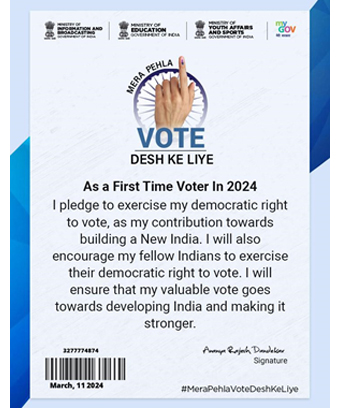 MINISTRY OF
INFORMATION AND
BROADCASTING
GOVERNMENT OF INDIA
MINISTRY OF
EDUCATION
GOVERNMENT OF INDIA
MINISTRY OF
YOUTH AFFAIRS
AND SPORTS
GOVERNMENT OF INDIA
my
GOV
मेरी सरकार
MERA PEHLA
VOTE
DESH KE LIYE
As a First Time Voter In 2024
I pledge to exercise my democratic right
to vote, as my contribution towards
building a New India. I will also
encourage my fellow Indians to exercise
their democratic right to vote. I will
ensure that my valuable vote goes
towards developing India and making it
stronger.
3277774874
March, 11 2024
Ananya Rajesh Dandekar
Signature
#MeraPehlaVoteDeshKeLiye